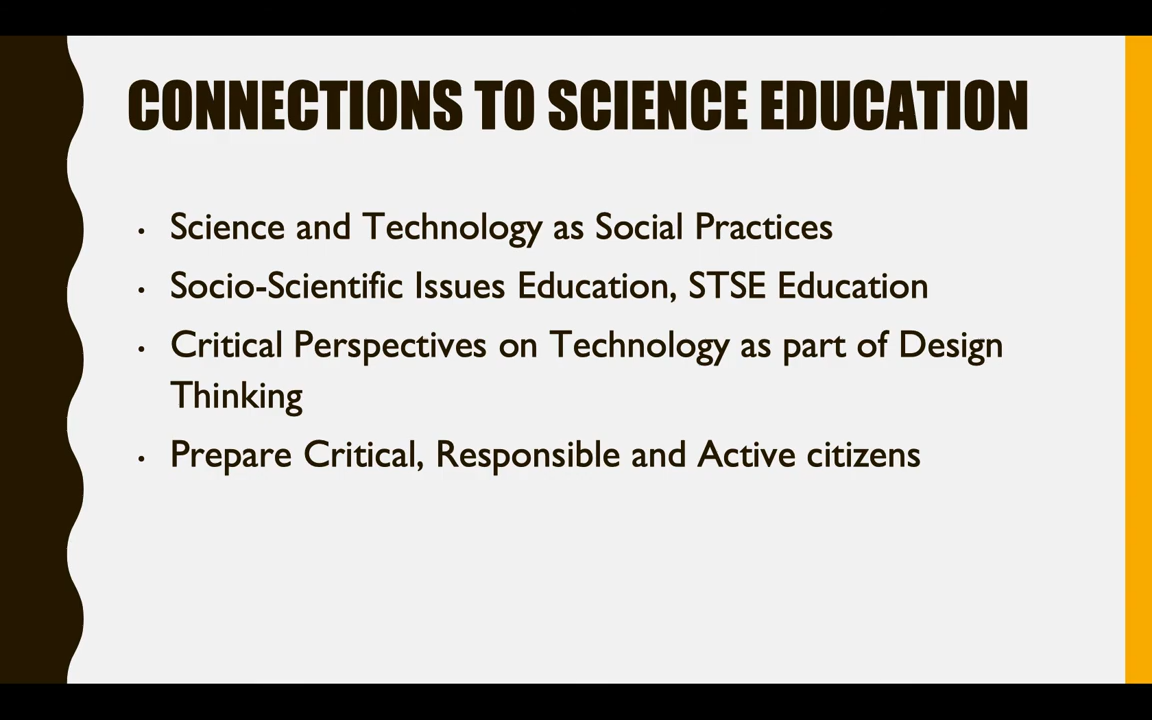 CONNECTIONS TO SCIENCE EDUCATION
• Science and Technology as Social Practices
• Socio-Scientific Issues Education, STSE Education
• Critical Perspectives on Technology as part of Design
Thinking
• Prepare Critical, Responsible and Active citizens